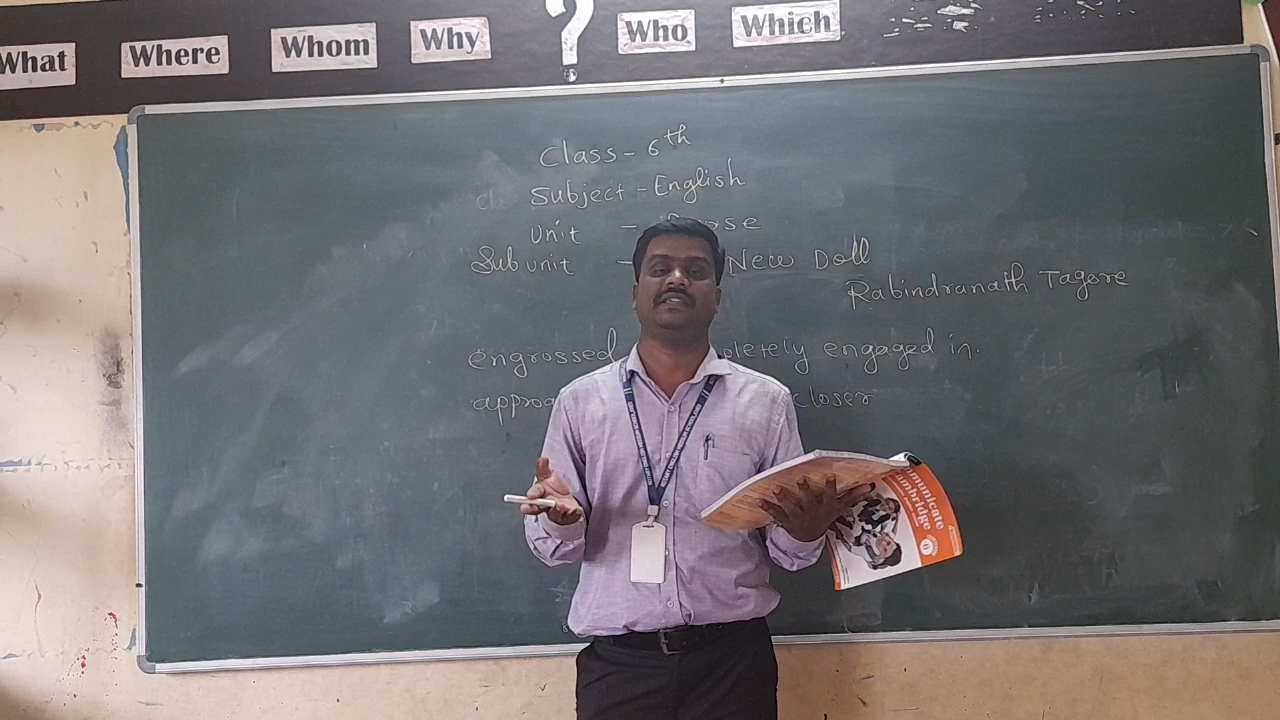 What Where Whom Why ? Who Which
Class - 6th
Subject - English
Unit -
Subunit - New Doll
Rabindranath Tagore
engrossed engaged in.
closer